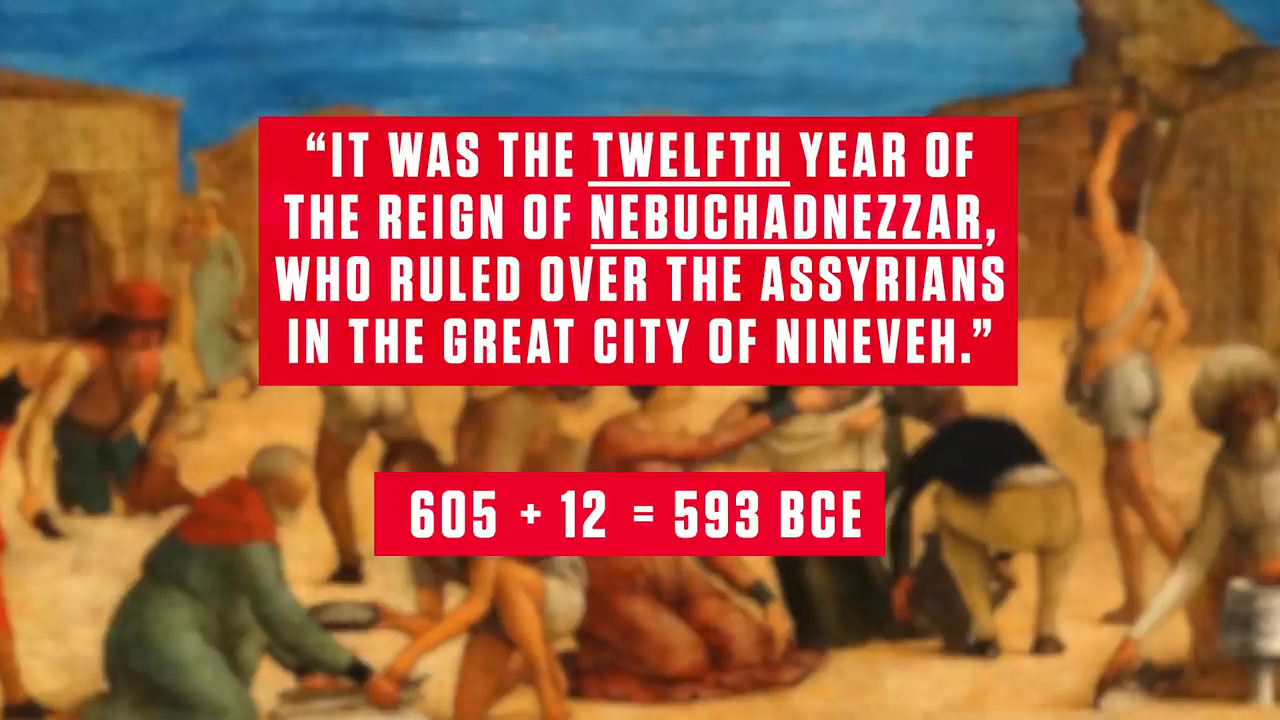 “IT WAS THE TWELFTH YEAR OF
THE REIGN OF NEBUCHADNEZZAR,
WHO RULED OVER THE ASSYRIANS
IN THE GREAT CITY OF NINEVEH.”
605 + 12 = 593 BCE